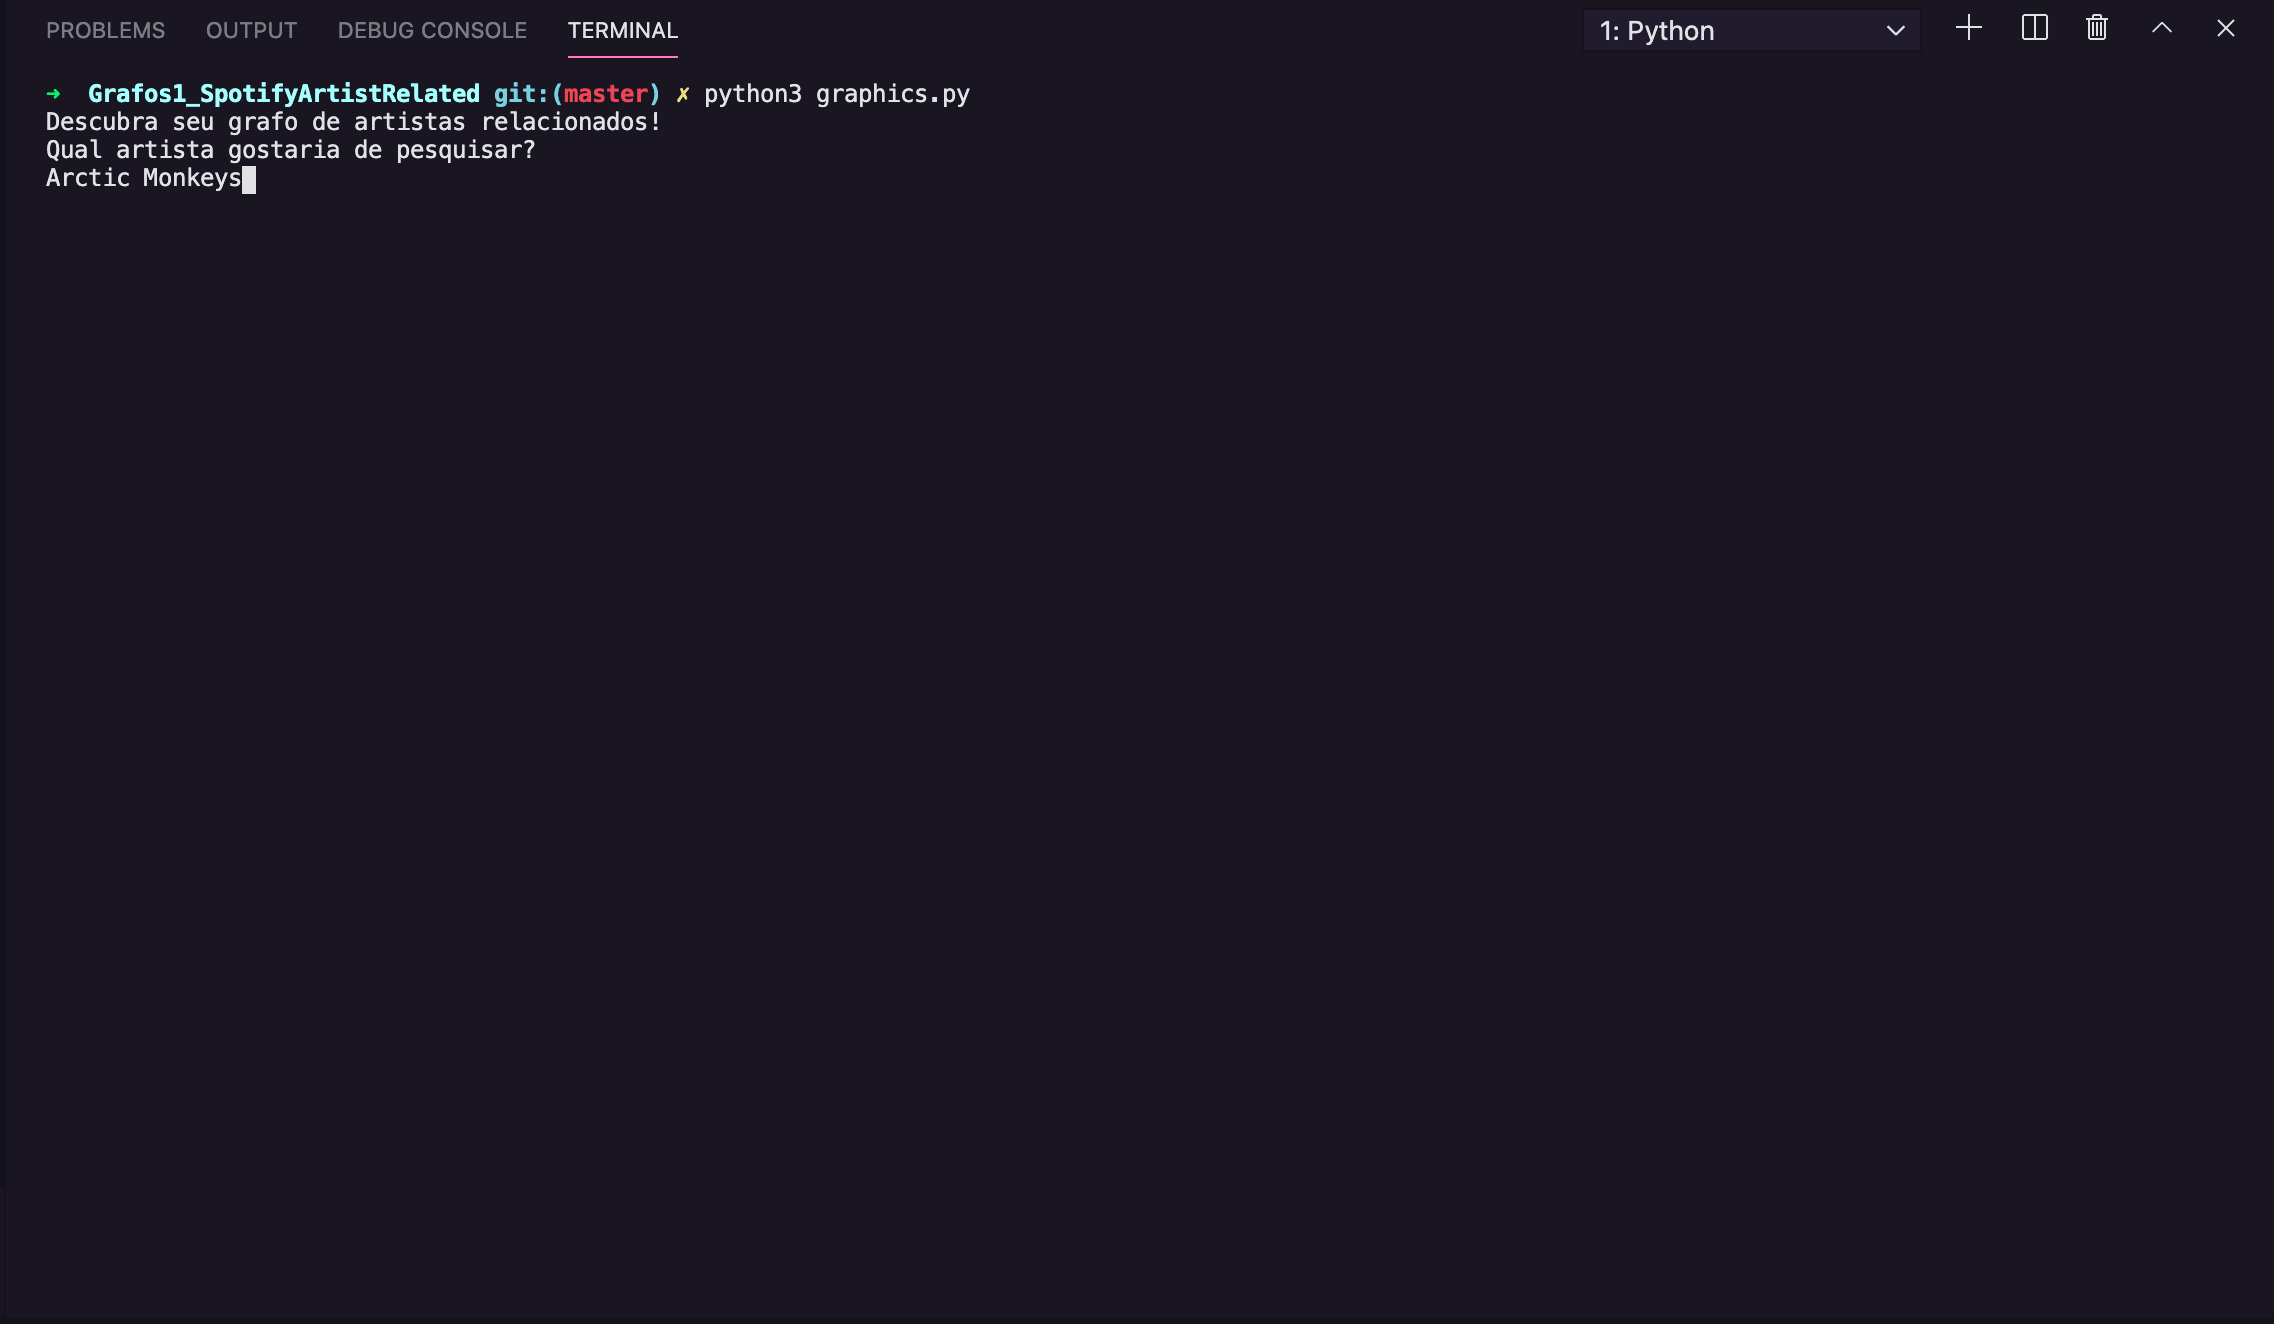 PROBLEMS OUTPUT DEBUG CONSOLE TERMINAL 1: Python
➜ Grafos1_SpotifyArtistRelated git:(master) ✗ python3 graphics.py
Descubra seu grafo de artistas relacionados!
Qual artista gostaria de pesquisar?
Arctic Monkeys